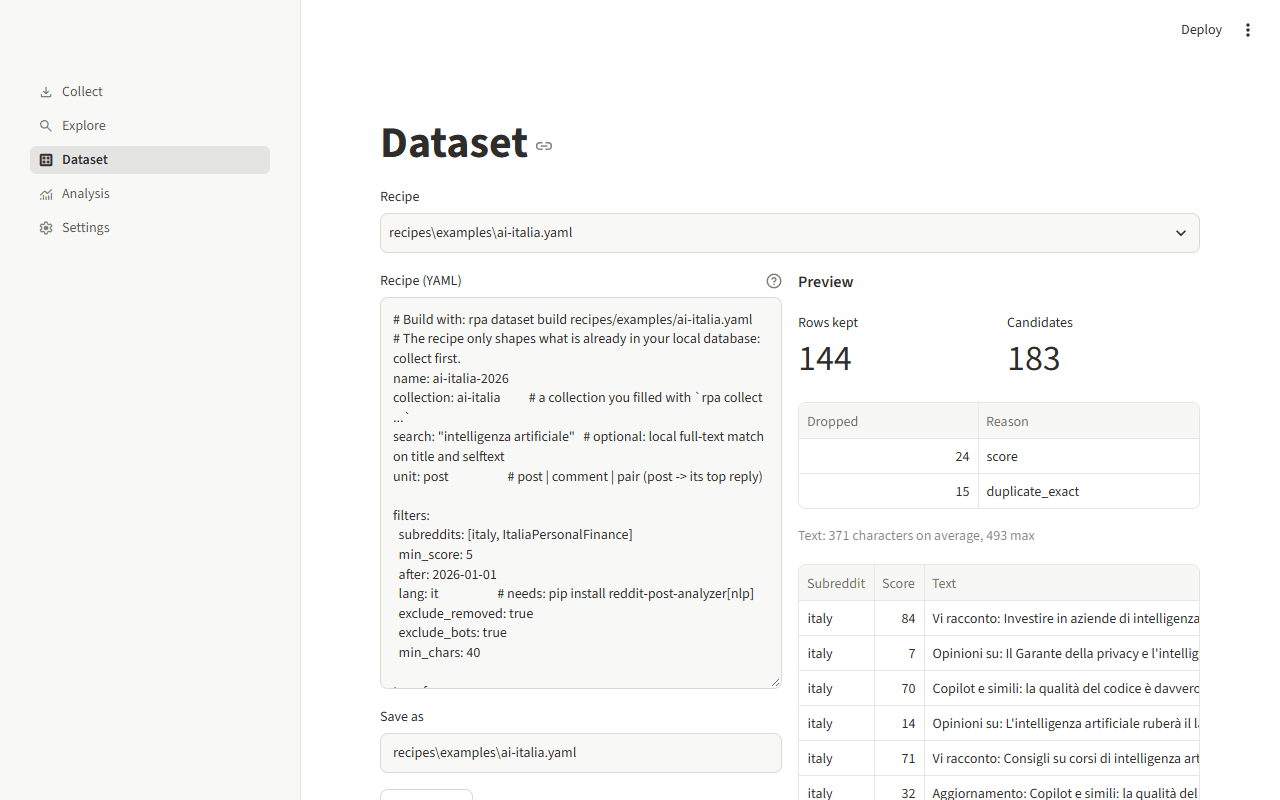 Deploy
Collect
Explore
Dataset
Analysis
Settings
Dataset
Recipe
recipes\examples\ai-italia.yaml
Recipe (YAML)
# Build with: rpa dataset build recipes/examples/ai-italia.yaml
# The recipe only shapes what is already in your local database:
collect first.
name: ai-italia-2026
collection: ai-italia # a collection you filled with `rpa collect
...`
search: "intelligenza artificiale" # optional: local full-text match
on title and selftext
unit: post # post | comment | pair (post -> its top reply)
filters:
subreddits: [italy, ItaliaPersonalFinance]
min_score: 5
after: 2026-01-01
lang: it # needs: pip install reddit-post-analyzer[nlp]
exclude_removed: true
exclude_bots: true
min_chars: 40
Save as
recipes\examples\ai-italia.yaml
Preview
Rows kept Candidates
144 183
Dropped Reason
24 score
15 duplicate_exact
Text: 371 characters on average, 493 max
Subreddit Score Text
italy 84 Vi racconto: Investire in aziende di intelligenza
italy 7 Opinioni su: Il Garante della privacy e l'intellig
italy 70 Copilot e simili: la qualità del codice è davvero
italy 14 Opinioni su: L'intelligenza artificiale ruberà il l
italy 71 Vi racconto: Consigli su corsi di intelligenza art
italy 32 Aggiornamento: Copilot e simili: la qualità del